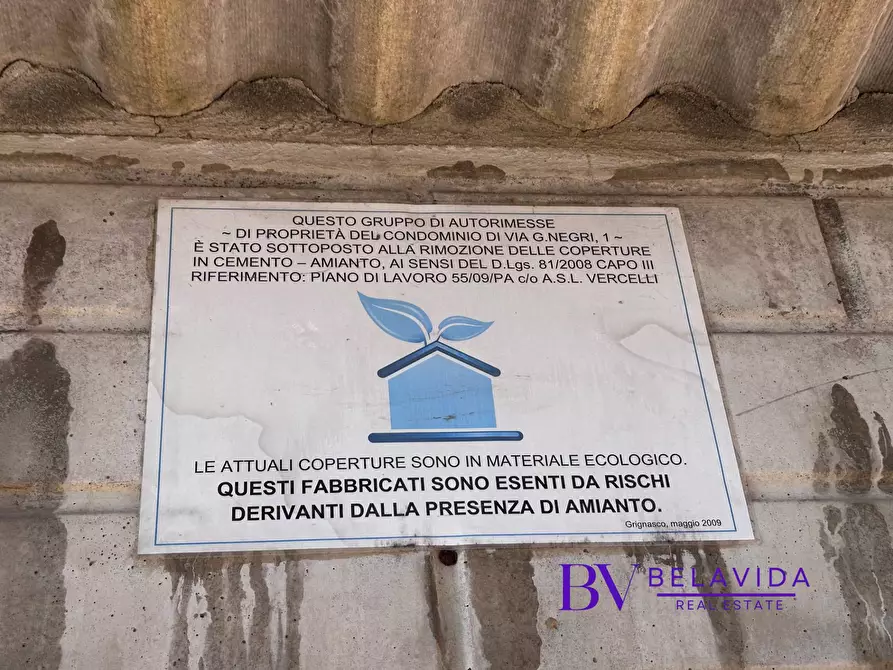 QUESTO GRUPPO DI AUTORIMESSE
~ DI PROPRIETÀ DEL CONDOMINIO DI VIA G.NEGRI, 1 ~
È STATO SOTTOPOSTO ALLA RIMOZIONE DELLE COPERTURE
IN CEMENTO – AMIANTO, AI SENSI DEL D.Lgs. 81/2008 CAPO III
RIFERIMENTO: PIANO DI LAVORO 55/09/PA c/o A.S.L. VERCELLI
LE ATTUALI COPERTURE SONO IN MATERIALE ECOLOGICO.
QUESTI FABBRICATI SONO ESENTI DA RISCHI
DERIVANTI DALLA PRESENZA DI AMIANTO.
Grignasco, maggio 2009
BV BELAVIDA
REAL ESTATE